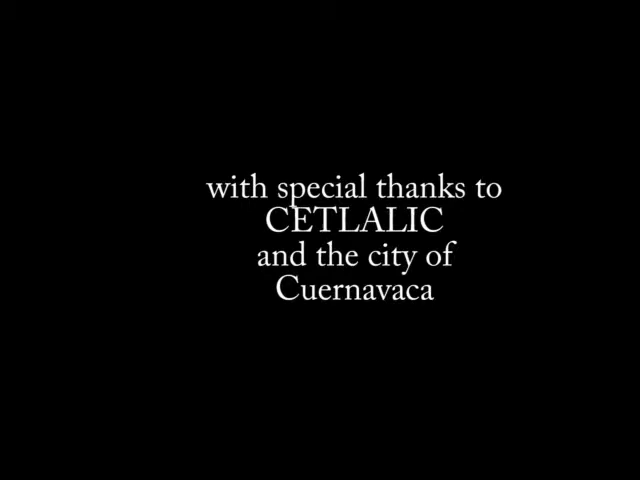 with special thanks to
CETLALIC
and the city of
Cuernavaca